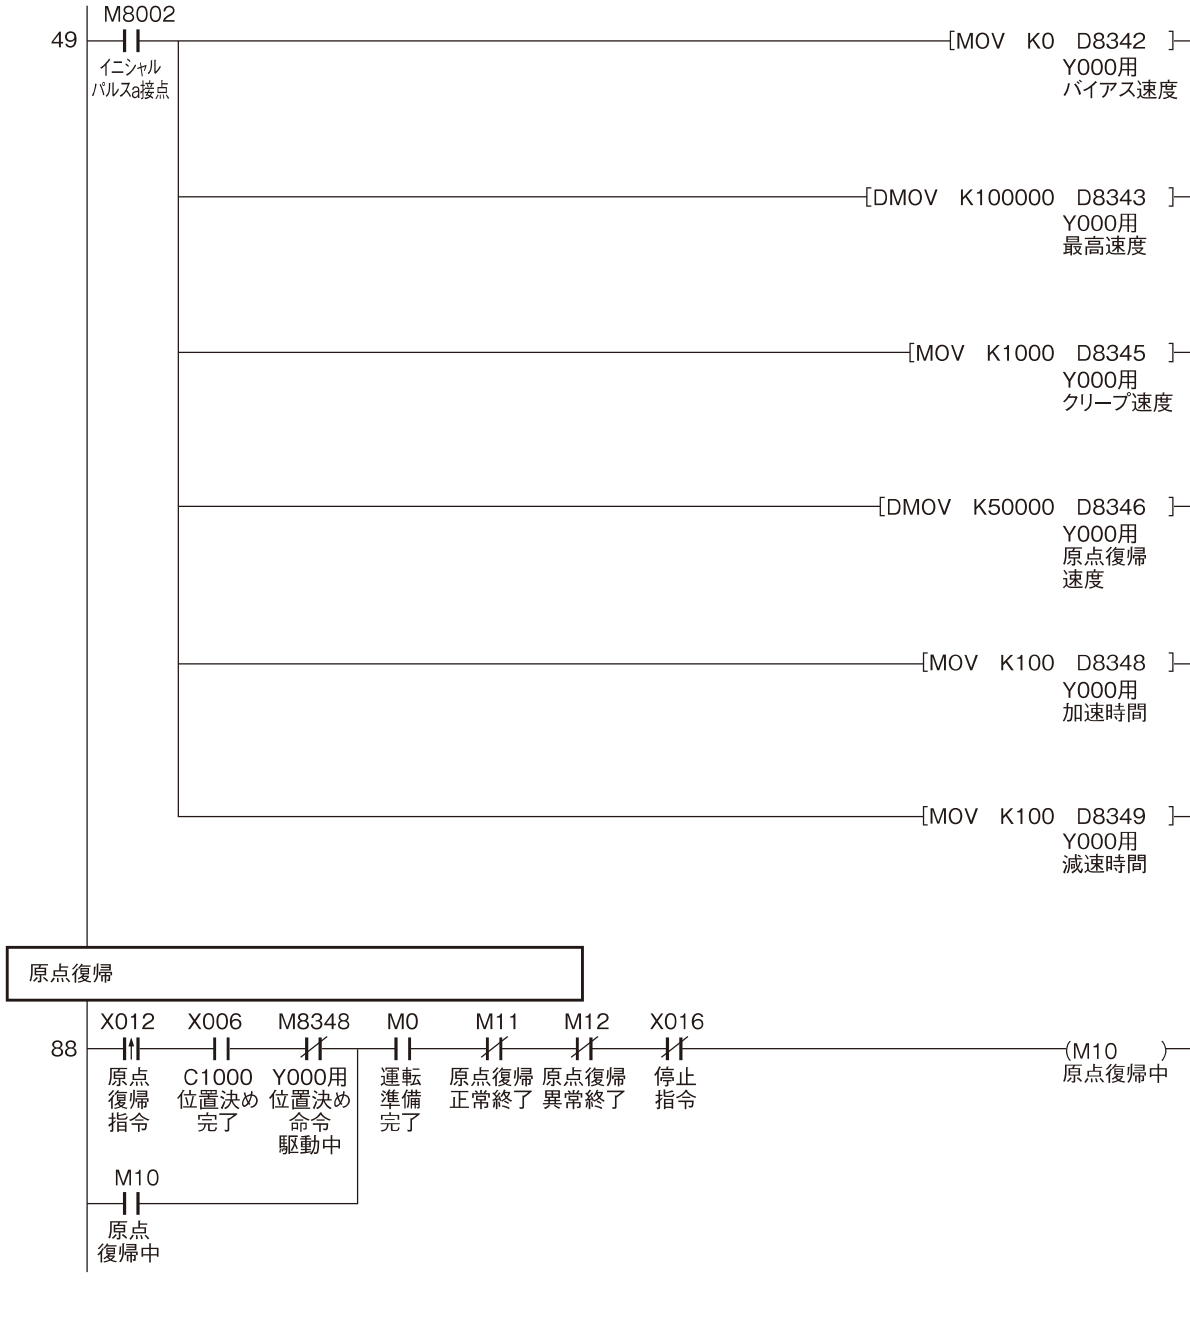 M8002
49
[MOV K0 D8342 ]
イニシャル
パルスa接点
Y000用
バイアス速度
[DMOV K100000 D8343 ]
Y000用
最高速度
[MOV K1000 D8345 ]
Y000用
クリープ速度
[DMOV K50000 D8346 ]
Y000用
原点復帰
速度
[MOV K100 D8348 ]
Y000用
加速時間
[MOV K100 D8349 ]
Y000用
減速時間
原点復帰
X012 X006 M8348 M0 M11 M12 X016
88
(M10 )
原点復帰中
原点
復帰
指令
C1000
位置決め
完了
Y000用
位置決め
命令
駆動中
運転
準備
完了
原点復帰
正常終了
原点復帰
異常終了
停止
指令
M10
原点
復帰中